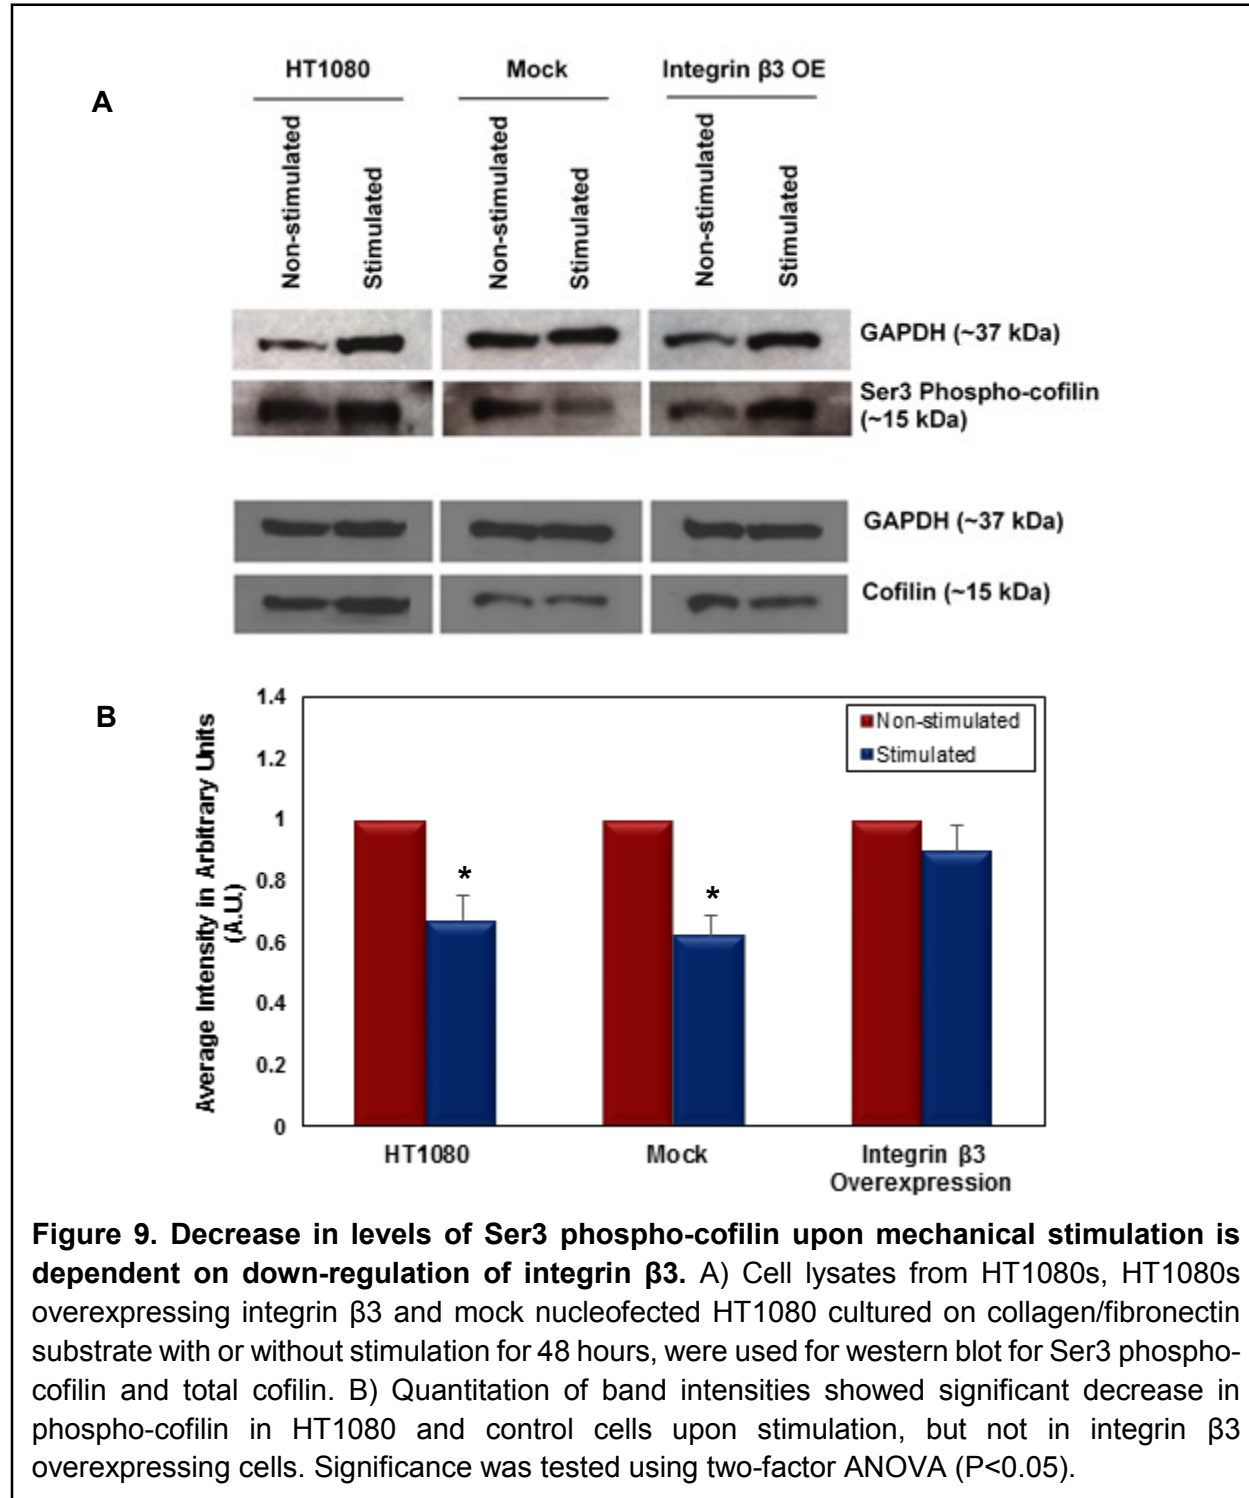 HT1080 Mock Integrin β3 OE
A
Non-stimulated Stimulated Non-stimulated Stimulated Non-stimulated Stimulated
GAPDH (~37 kDa)
Ser3 Phospho-cofilin
(~15 kDa)
GAPDH (~37 kDa)
Cofilin (~15 kDa)
B
Average Intensity in Arbitrary Units
(A.U.)
1.4
1.2
1
0.8
0.6
0.4
0.2
0
Non-stimulated
Stimulated
* *
HT1080 Mock Integrin β3
Overexpression
Figure 9. Decrease in levels of Ser3 phospho-cofilin upon mechanical stimulation is
dependent on down-regulation of integrin β3. A) Cell lysates from HT1080s, HT1080s
overexpressing integrin β3 and mock nucleofected HT1080 cultured on collagen/fibronectin
substrate with or without stimulation for 48 hours, were used for western blot for Ser3 phospho-
cofilin and total cofilin. B) Quantitation of band intensities showed significant decrease in
phospho-cofilin in HT1080 and control cells upon stimulation, but not in integrin β3
overexpressing cells. Significance was tested using two-factor ANOVA (P<0.05).